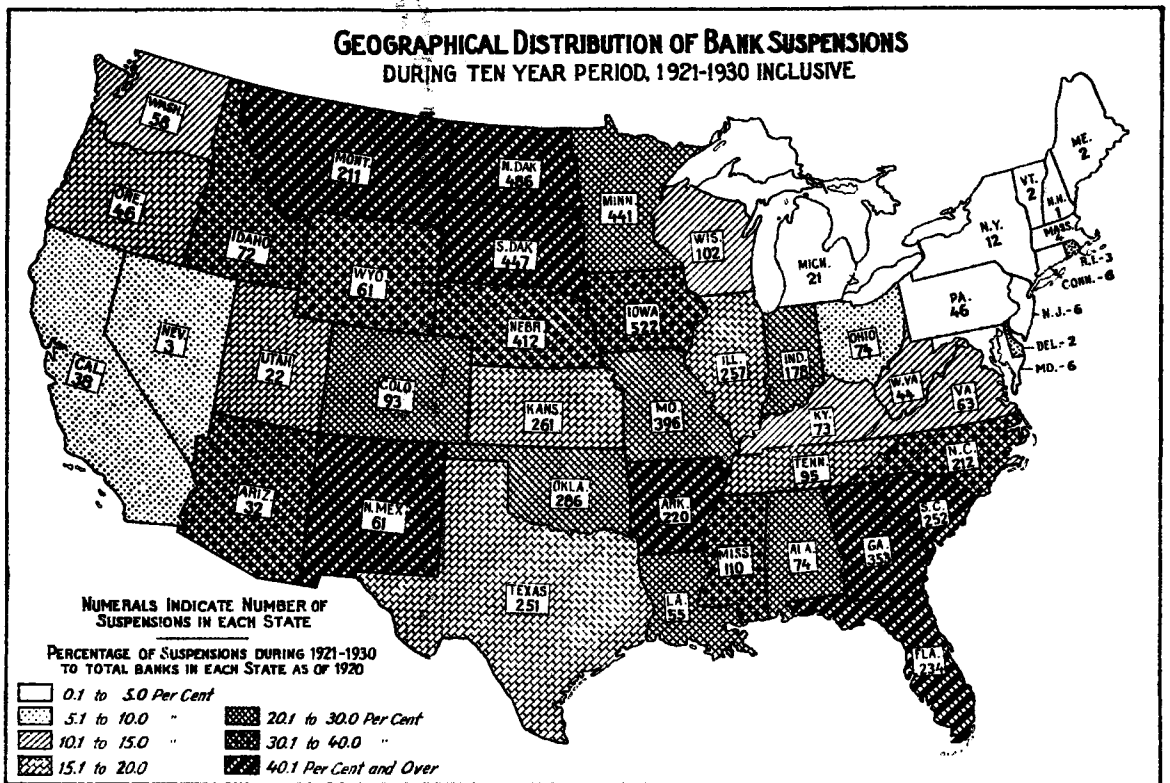 GEOGRAPHICAL DISTRIBUTION OF BANK SUSPENSIONS
DURING TEN YEAR PERIOD, 1921-1930 INCLUSIVE
WASH.
58
ORE.
46
CAL.
38
NEV.
3
IDAHO
72
MONT.
211
WYO.
61
UTAH
22
COLO.
93
ARIZ.
32
N. MEX.
61
N. DAK
486
S. DAK
447
NEBR.
412
KANS.
261
OKLA.
286
TEXAS
251
MINN.
441
IOWA
522
MO.
396
ARK.
220
LA.
55
WIS.
102
ILL.
257
MICH.
21
IND.
178
OHIO
74
KY.
73
TENN.
95
MISS.
110
ALA.
74
GA.
353
FLA.
234
S.C.
252
N.C.
212
VA.
63
W.VA
44
PA.
46
N.Y.
12
VT.
2
N.H.
1
ME.
2
MASS.
R.I.-3
CONN.-6
N.J.-6
DEL.-2
MD.-6
NUMERALS INDICATE NUMBER OF
SUSPENSIONS IN EACH STATE
PERCENTAGE OF SUSPENSIONS DURING 1921-1930
TO TOTAL BANKS IN EACH STATE AS OF 1920
0.1 to 5.0 Per Cent
5.1 to 10.0 "
10.1 to 15.0 "
15.1 to 20.0
20.1 to 30.0 Per Cent
30.1 to 40.0 "
40.1 Per Cent and Over